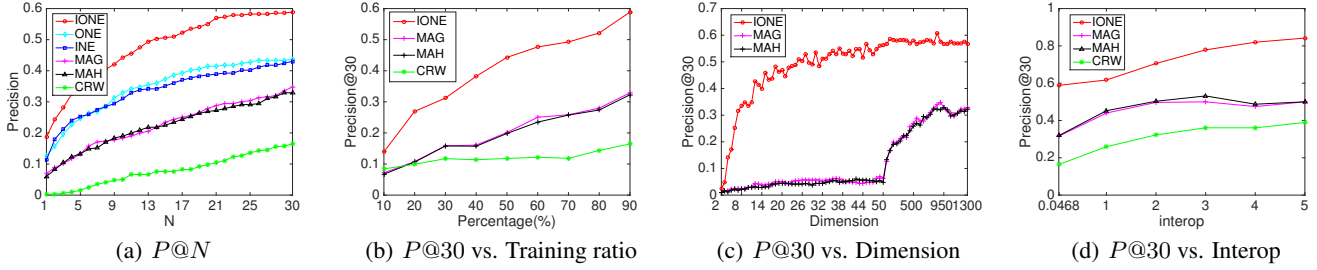 IONE
ONE
INE
MAG
MAH
CRW
Precision
0.6
0.5
0.4
0.3
0.2
0.1
0
1 5 9 13 17 21 25 30
N
(a) P@N
IONE
MAG
MAH
CRW
Precision@30
0.6
0.5
0.4
0.3
0.2
0.1
0
10 20 30 40 50 60 70 80 90
Percentage(%)
(b) P@30 vs. Training ratio
IONE
MAG
MAH
Precision@30
0.7
0.6
0.5
0.4
0.3
0.2
0.1
0
2 8 14 20 26 32 38 44 50 500 9501300
Dimension
(c) P@30 vs. Dimension
IONE
MAG
MAH
CRW
Precision@30
1
0.8
0.6
0.4
0.2
0
0.0468 1 2 3 4 5
interop
(d) P@30 vs. Interop